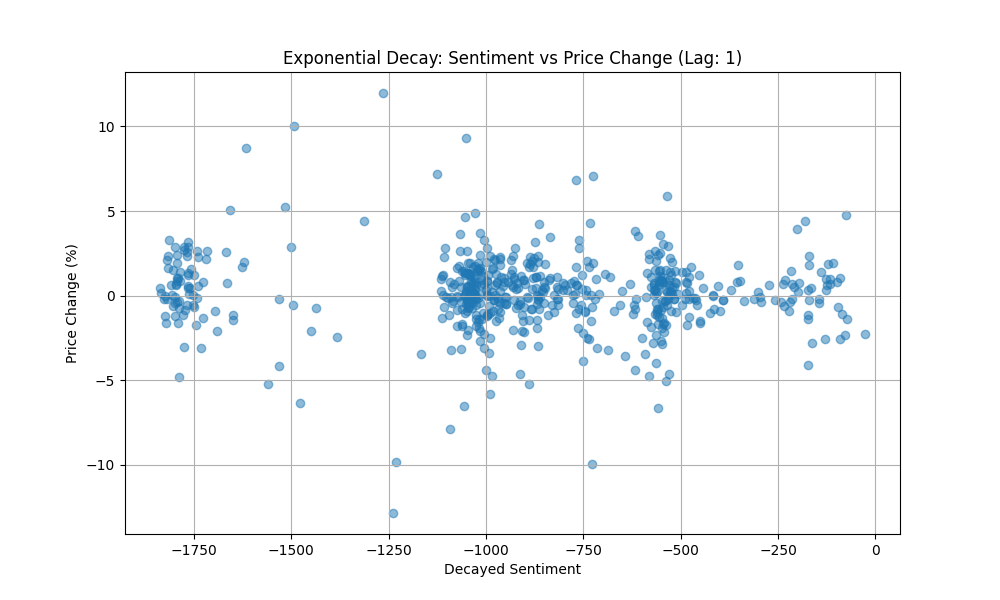 Exponential Decay: Sentiment vs Price Change (Lag: 1)
Price Change (%)
10
5
0
−5
−10
−1750 −1500 −1250 −1000 −750 −500 −250 0
Decayed Sentiment